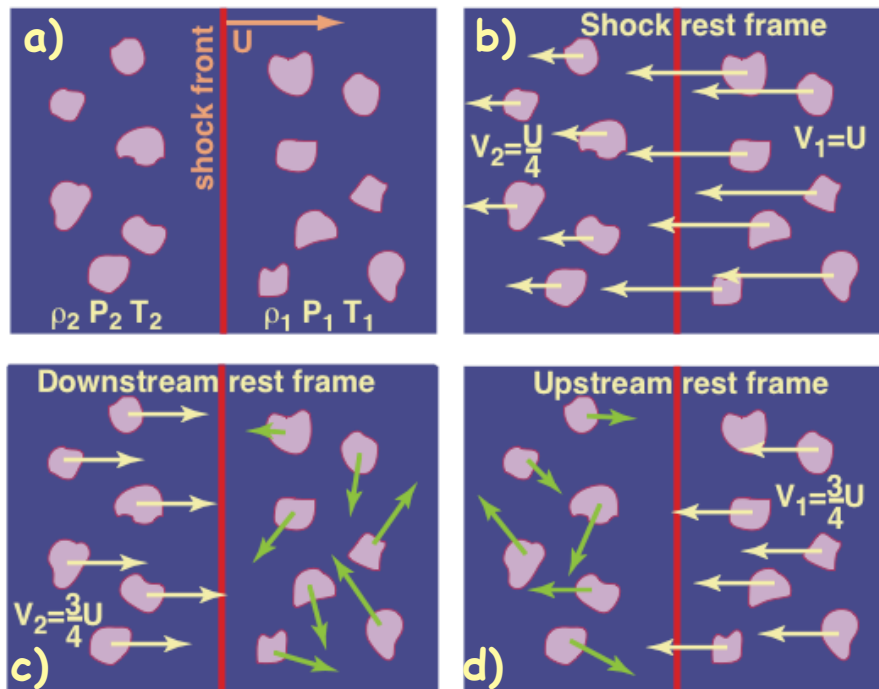 a)
shock front
U
ρ₂ P₂ T₂
ρ₁ P₁ T₁
b)
Shock rest frame
V₂=U/4
V₁=U
Downstream rest frame
V₂=3/4U
c)
Upstream rest frame
V₁=3/4U
d)